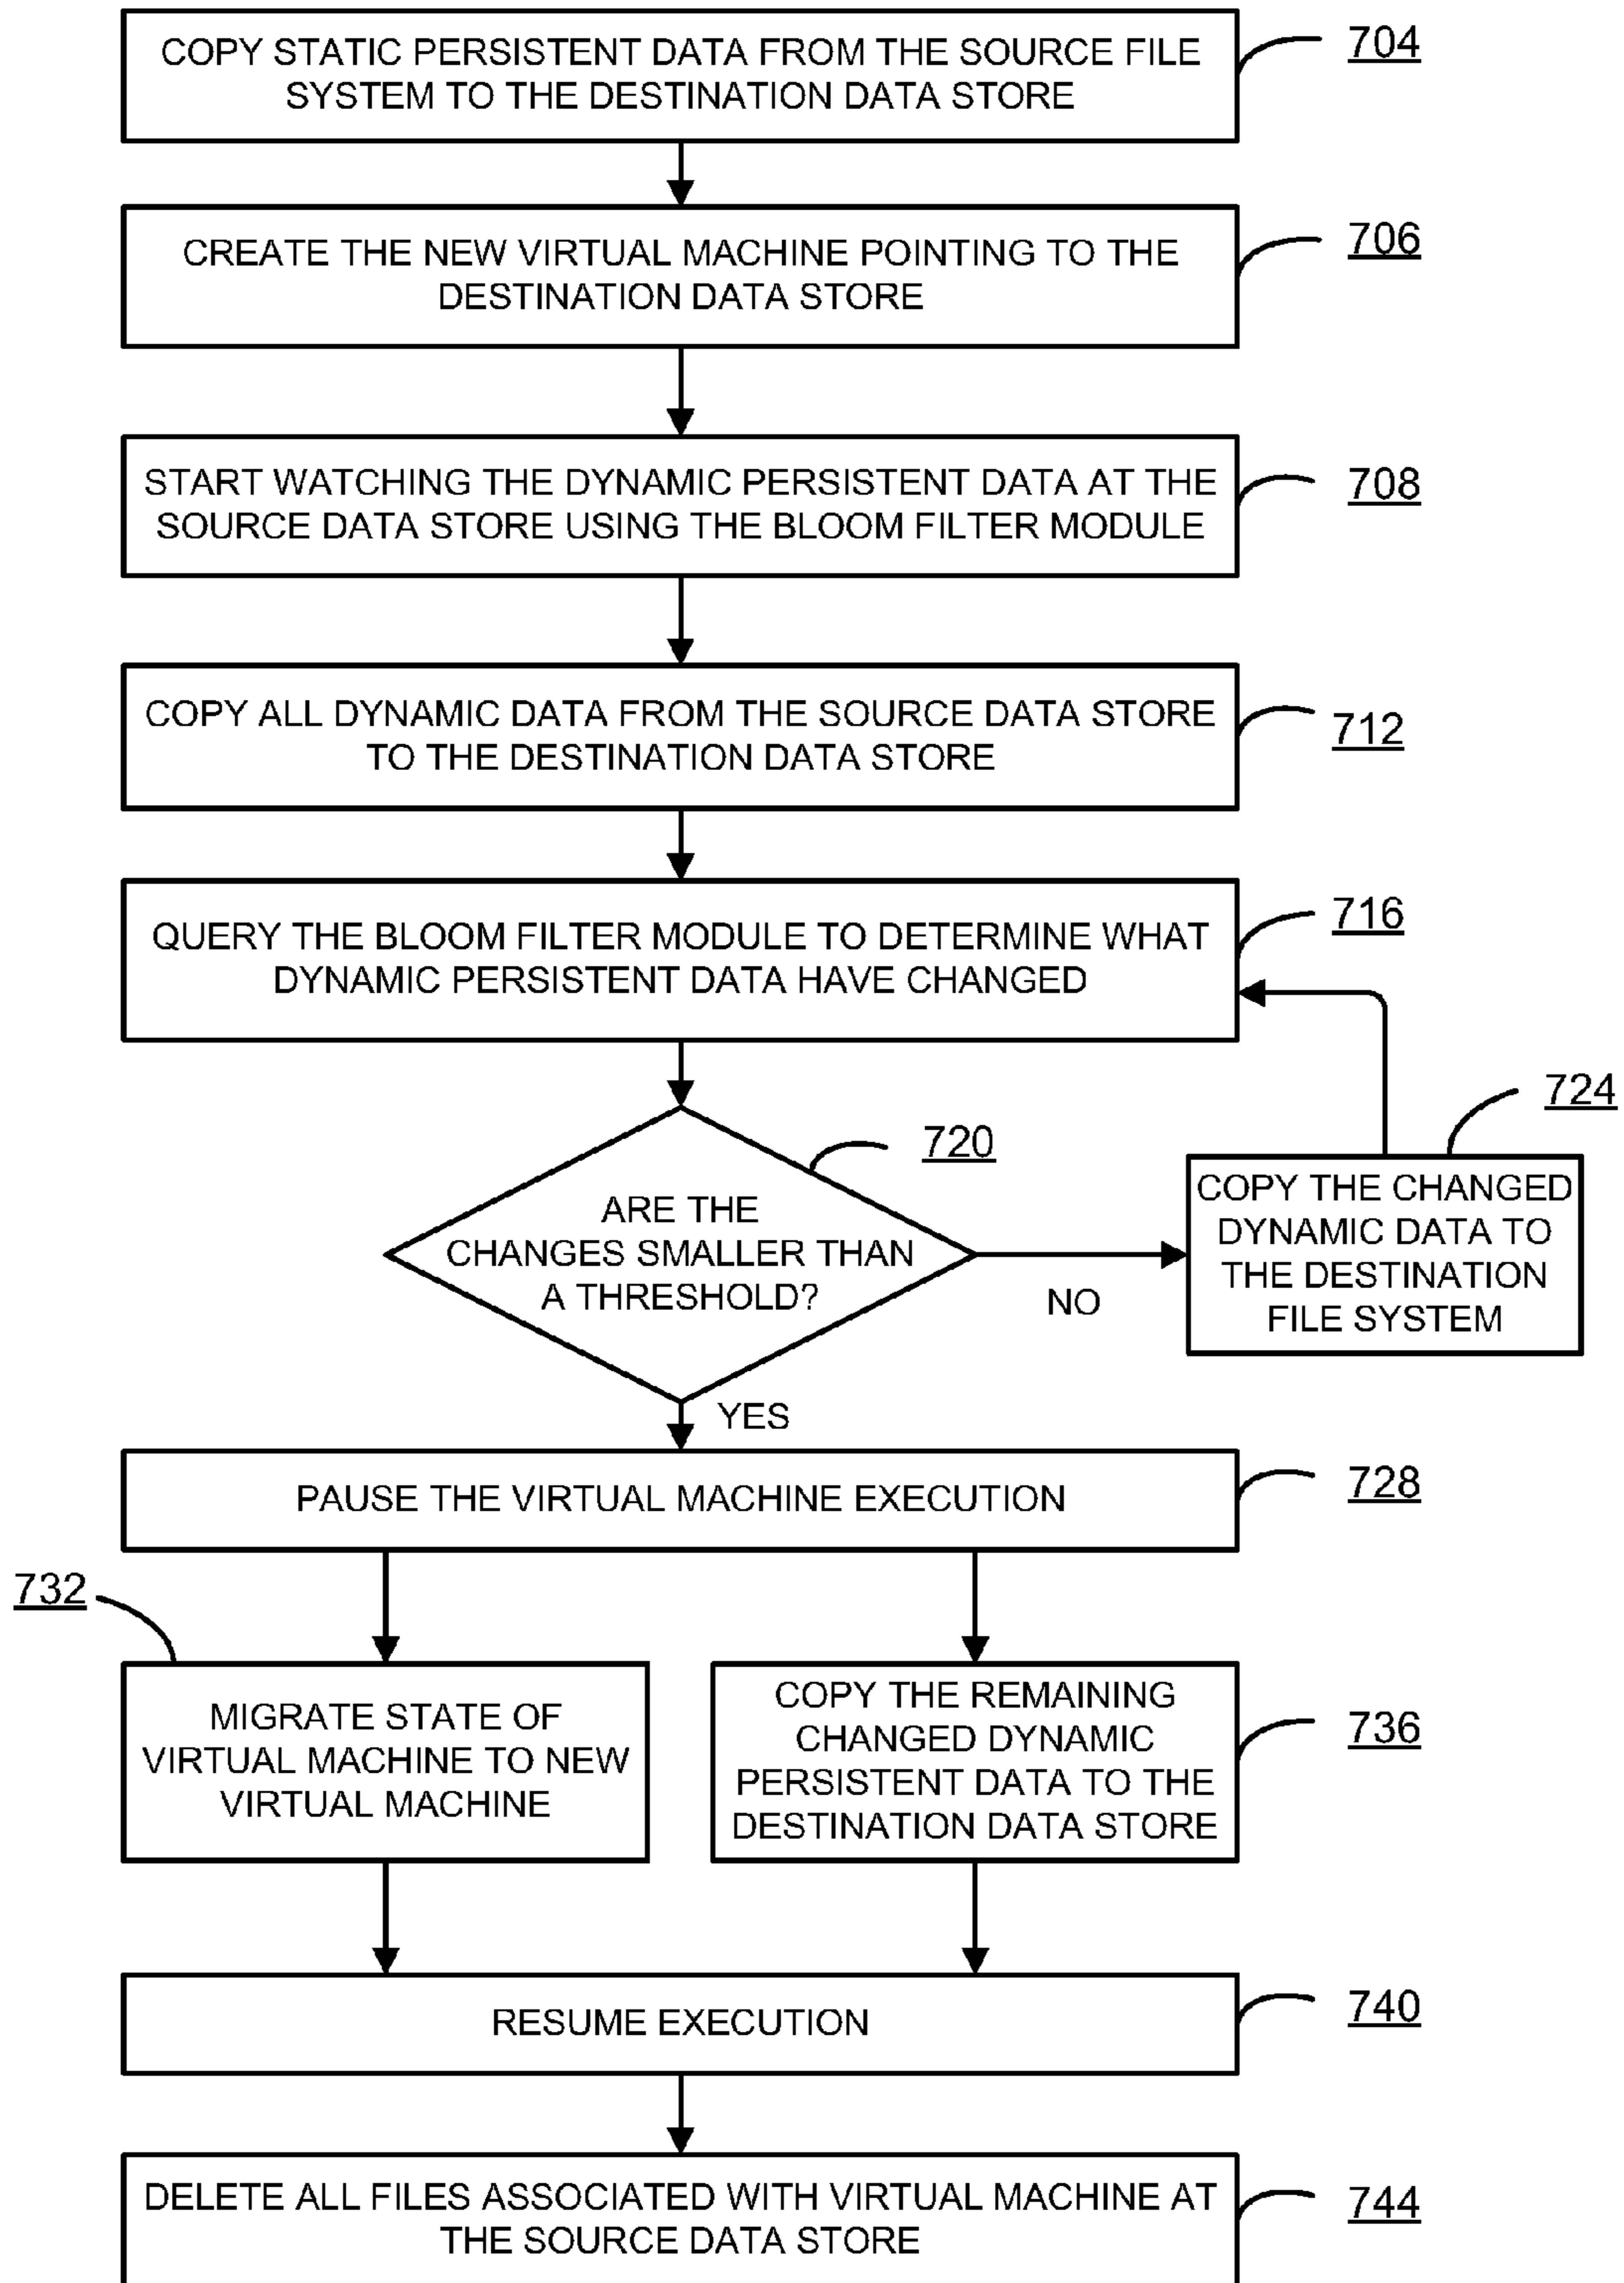 COPY STATIC PERSISTENT DATA FROM THE SOURCE FILE
SYSTEM TO THE DESTINATION DATA STORE
704
CREATE THE NEW VIRTUAL MACHINE POINTING TO THE
DESTINATION DATA STORE
706
START WATCHING THE DYNAMIC PERSISTENT DATA AT THE
SOURCE DATA STORE USING THE BLOOM FILTER MODULE
708
COPY ALL DYNAMIC DATA FROM THE SOURCE DATA STORE
TO THE DESTINATION DATA STORE
712
QUERY THE BLOOM FILTER MODULE TO DETERMINE WHAT
DYNAMIC PERSISTENT DATA HAVE CHANGED
716
720
ARE THE
CHANGES SMALLER THAN
A THRESHOLD?
NO
724
COPY THE CHANGED
DYNAMIC DATA TO
THE DESTINATION
FILE SYSTEM
YES
PAUSE THE VIRTUAL MACHINE EXECUTION
728
732
MIGRATE STATE OF
VIRTUAL MACHINE TO NEW
VIRTUAL MACHINE
COPY THE REMAINING
CHANGED DYNAMIC
PERSISTENT DATA TO THE
DESTINATION DATA STORE
736
RESUME EXECUTION
740
DELETE ALL FILES ASSOCIATED WITH VIRTUAL MACHINE AT
THE SOURCE DATA STORE
744